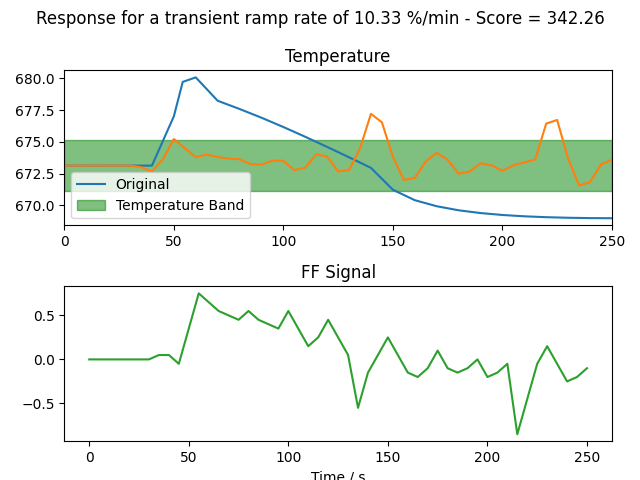 Response for a transient ramp rate of 10.33 %/min - Score = 342.26
Temperature
680.0
677.5
675.0
672.5
670.0
Original
Temperature Band
0 50 100 150 200 250
FF Signal
0.5
0.0
−0.5
0 50 100 150 200 250
Time / s